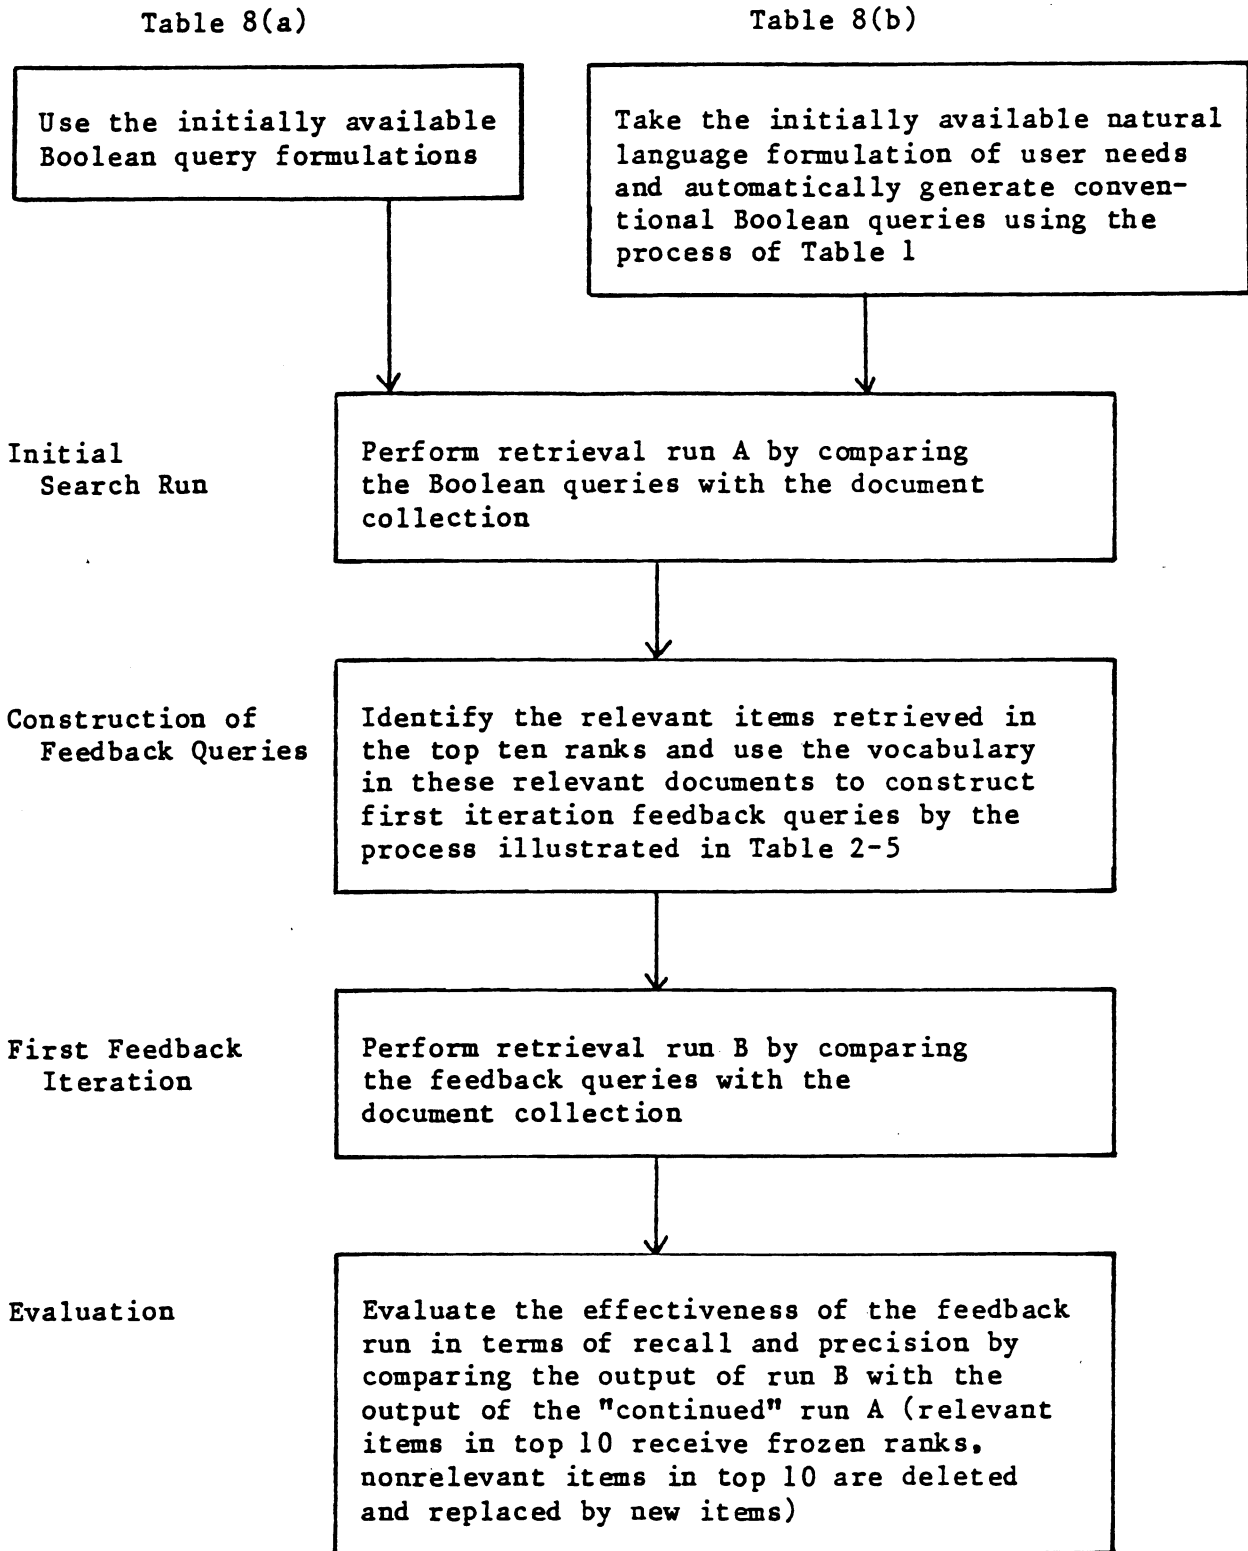 Table 8(a)
Table 8(b)
Use the initially available
Boolean query formulations
Take the initially available natural
language formulation of user needs
and automatically generate conven-
tional Boolean queries using the
process of Table 1
Initial
Search Run
Perform retrieval run A by comparing
the Boolean queries with the document
collection
Construction of
Feedback Queries
Identify the relevant items retrieved in
the top ten ranks and use the vocabulary
in these relevant documents to construct
first iteration feedback queries by the
process illustrated in Table 2-5
First Feedback
Iteration
Perform retrieval run B by comparing
the feedback queries with the
document collection
Evaluation
Evaluate the effectiveness of the feedback
run in terms of recall and precision by
comparing the output of run B with the
output of the "continued" run A (relevant
items in top 10 receive frozen ranks,
nonrelevant items in top 10 are deleted
and replaced by new items)